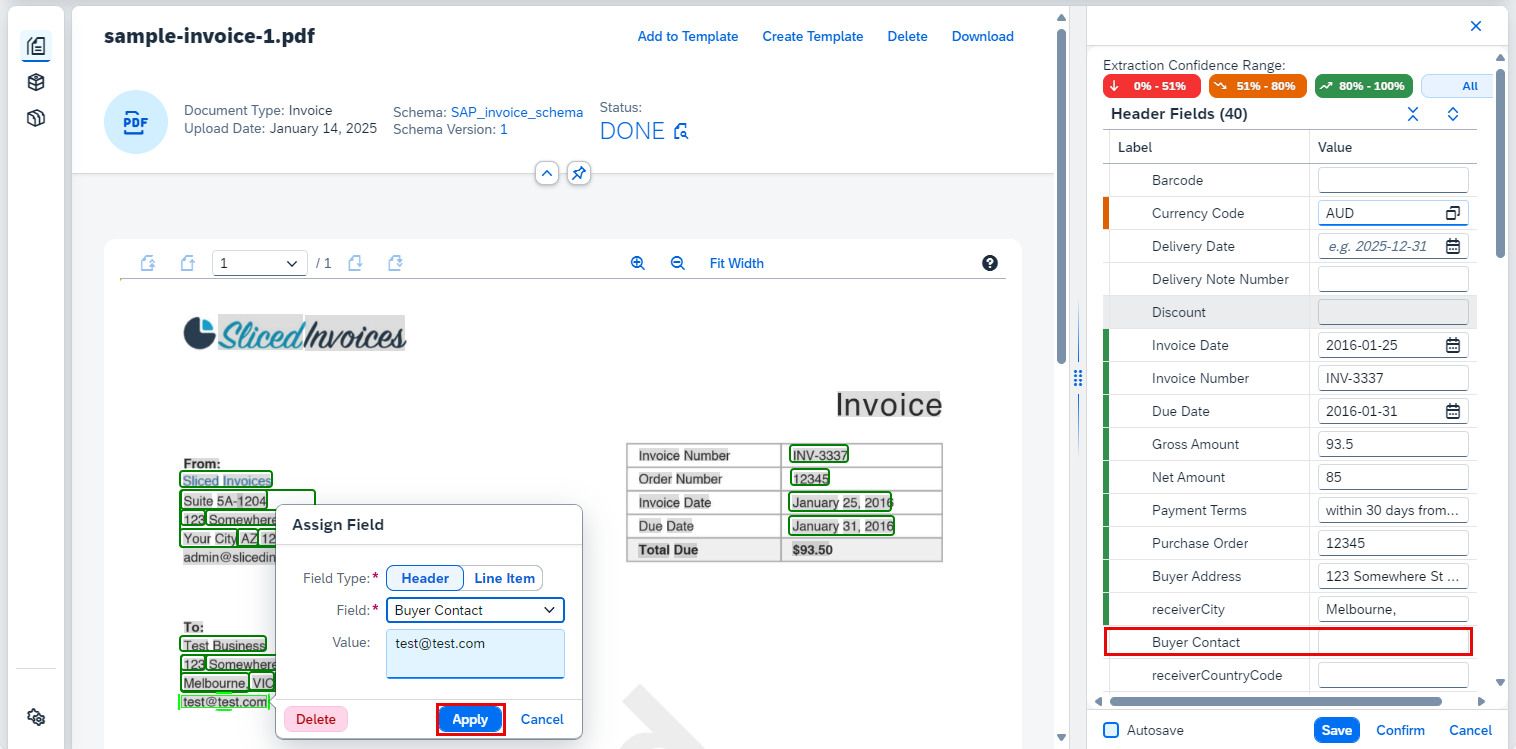 sample-invoice-1.pdf
Add to Template
Create Template
Delete
Download
PDF
Document Type: Invoice
Upload Date: January 14, 2025
Schema: SAP_invoice_schema
Schema Version: 1
Status:
DONE
1
/ 1
Fit Width
Sliced Invoices
Invoice
Invoice Number INV-3337
Order Number 12345
Invoice Date January 25, 2016
Due Date January 31, 2016
Total Due $93.50
From:
Sliced Invoices
Suite 5A-1204
123 Somewhere
Your City AZ 12
admin@slicedin
To:
Test Business
123 Somewhere
Melbourne, VIC
test@test.com
Assign Field
Field Type:* Header Line Item
Field:* Buyer Contact
Value: test@test.com
Delete
Apply
Cancel
Extraction Confidence Range:
0% - 51%
51% - 80%
80% - 100%
All
Header Fields (40)
Label Value
Barcode
Currency Code AUD
Delivery Date e.g. 2025-12-31
Delivery Note Number
Discount
Invoice Date 2016-01-25
Invoice Number INV-3337
Due Date 2016-01-31
Gross Amount 93.5
Net Amount 85
Payment Terms within 30 days from...
Purchase Order 12345
Buyer Address 123 Somewhere St ...
receiverCity Melbourne,
Buyer Contact
receiverCountryCode
Autosave
Save
Confirm
Cancel